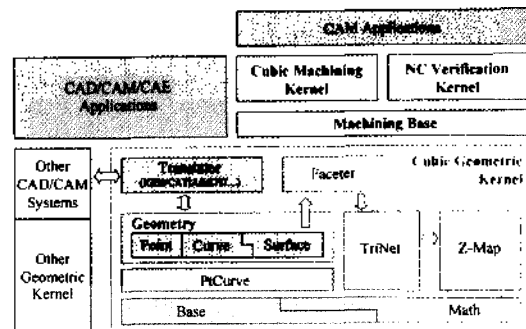 CAM Applications
CAD/CAM/CAE
Applications
Cubic Machining
Kernel
NC Verification
Kernel
Machining Base
Other
CAD/CAM
Systems
Translator
Faceter
Cubic Geometric
Kernel
Other
Geometric
Kernel
Geometry
Point
Curve
Surface
TriNet
Z-Map
PtCurve
Base
Math